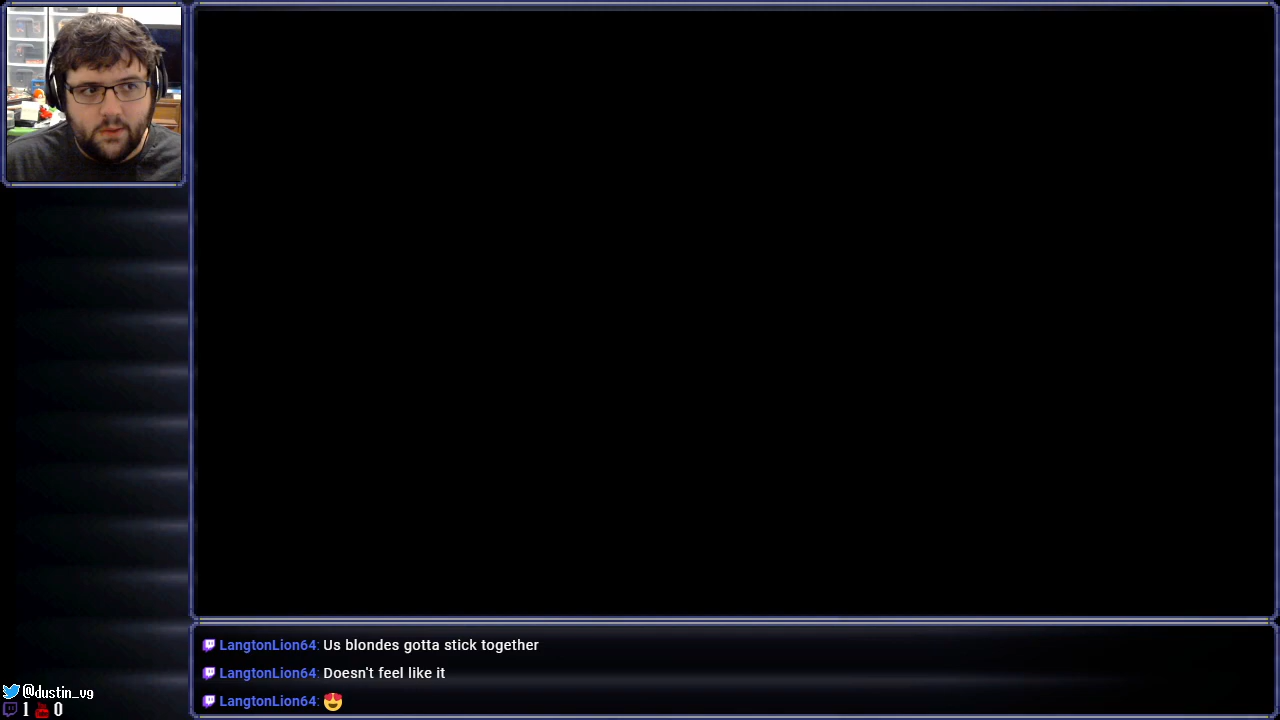 LangtonLion64: Us blondes gotta stick together
LangtonLion64: Doesn't feel like it
LangtonLion64: 😍
@dustin_vg
1 0